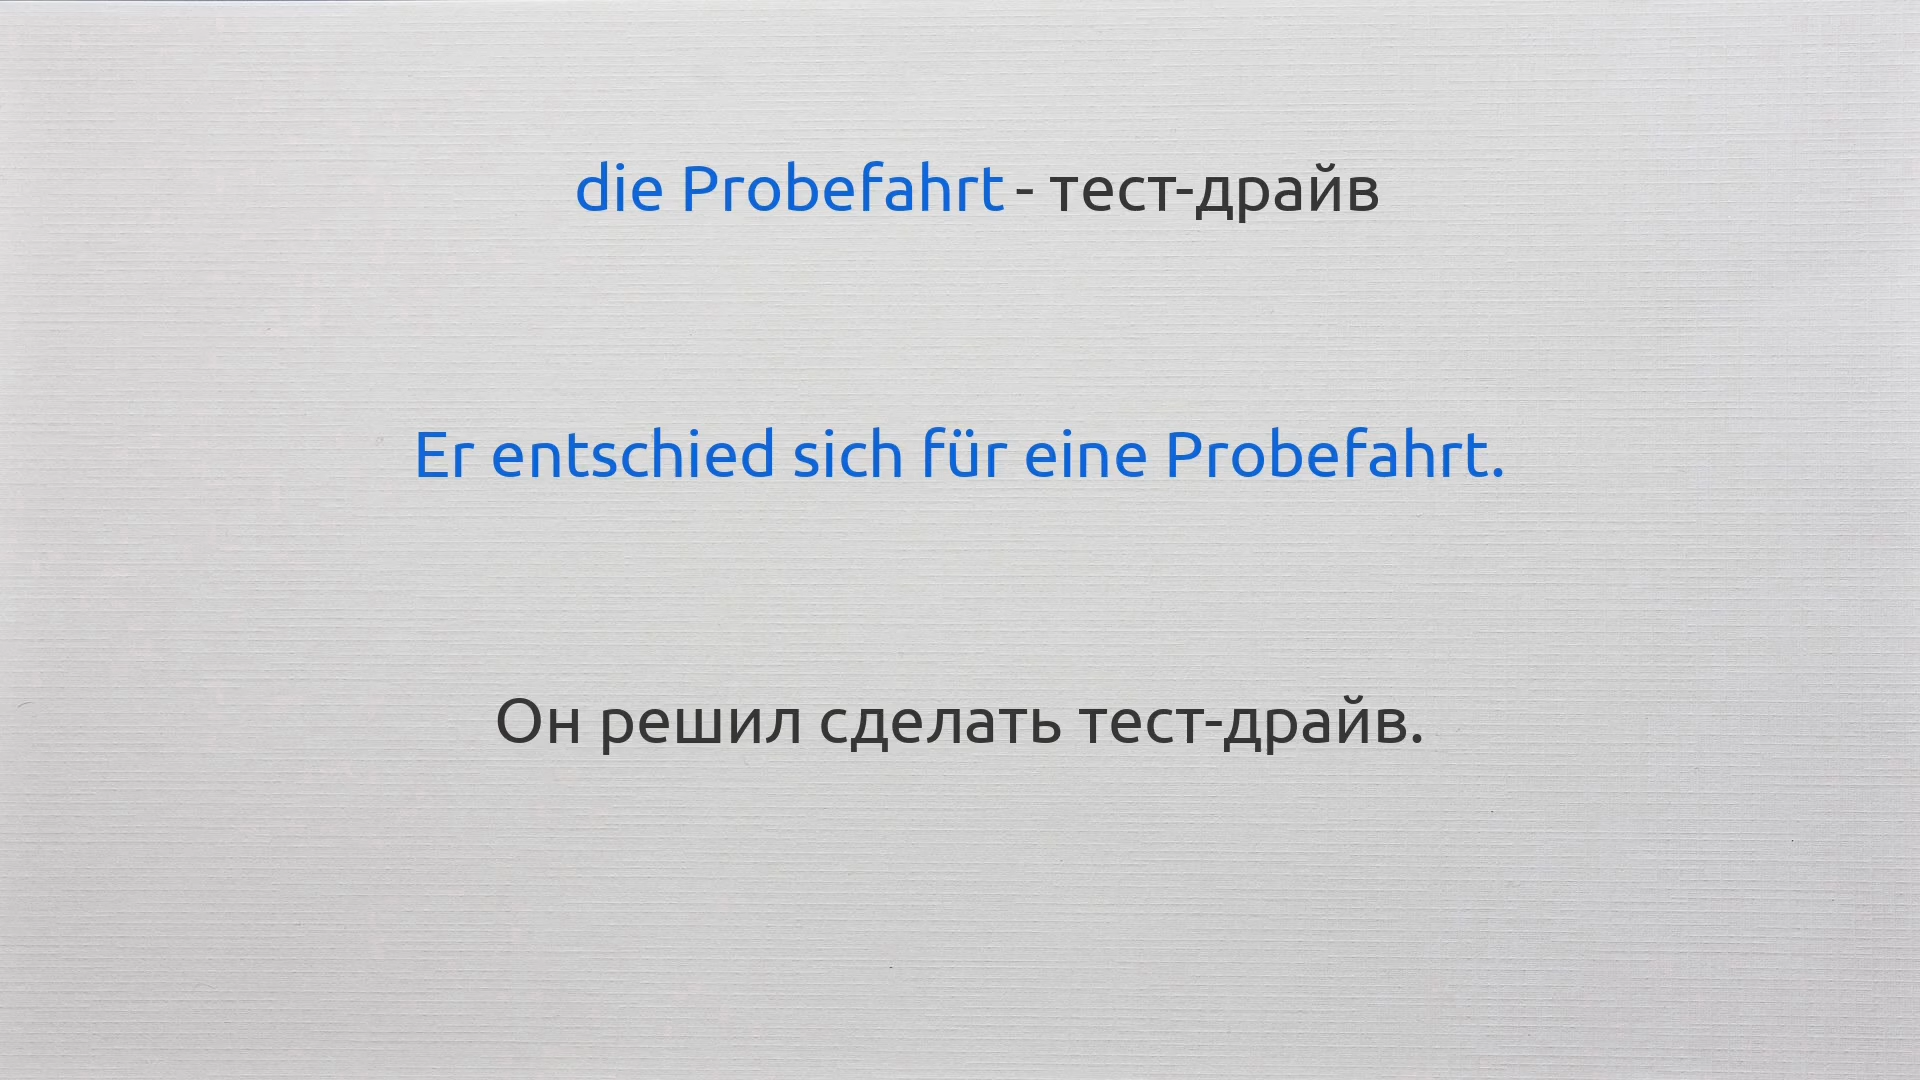 die Probefahrt - тест-драйв
Er entschied sich für eine Probefahrt.
Он решил сделать тест-драйв.